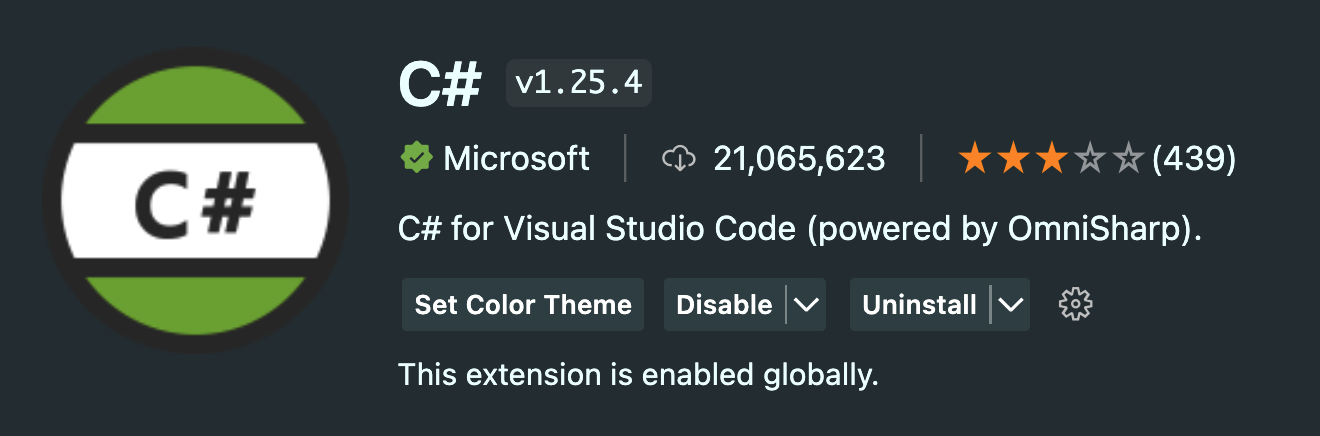 C#
C# v1.25.4
Microsoft 21,065,623 (439)
C# for Visual Studio Code (powered by OmniSharp).
Set Color Theme Disable Uninstall
This extension is enabled globally.